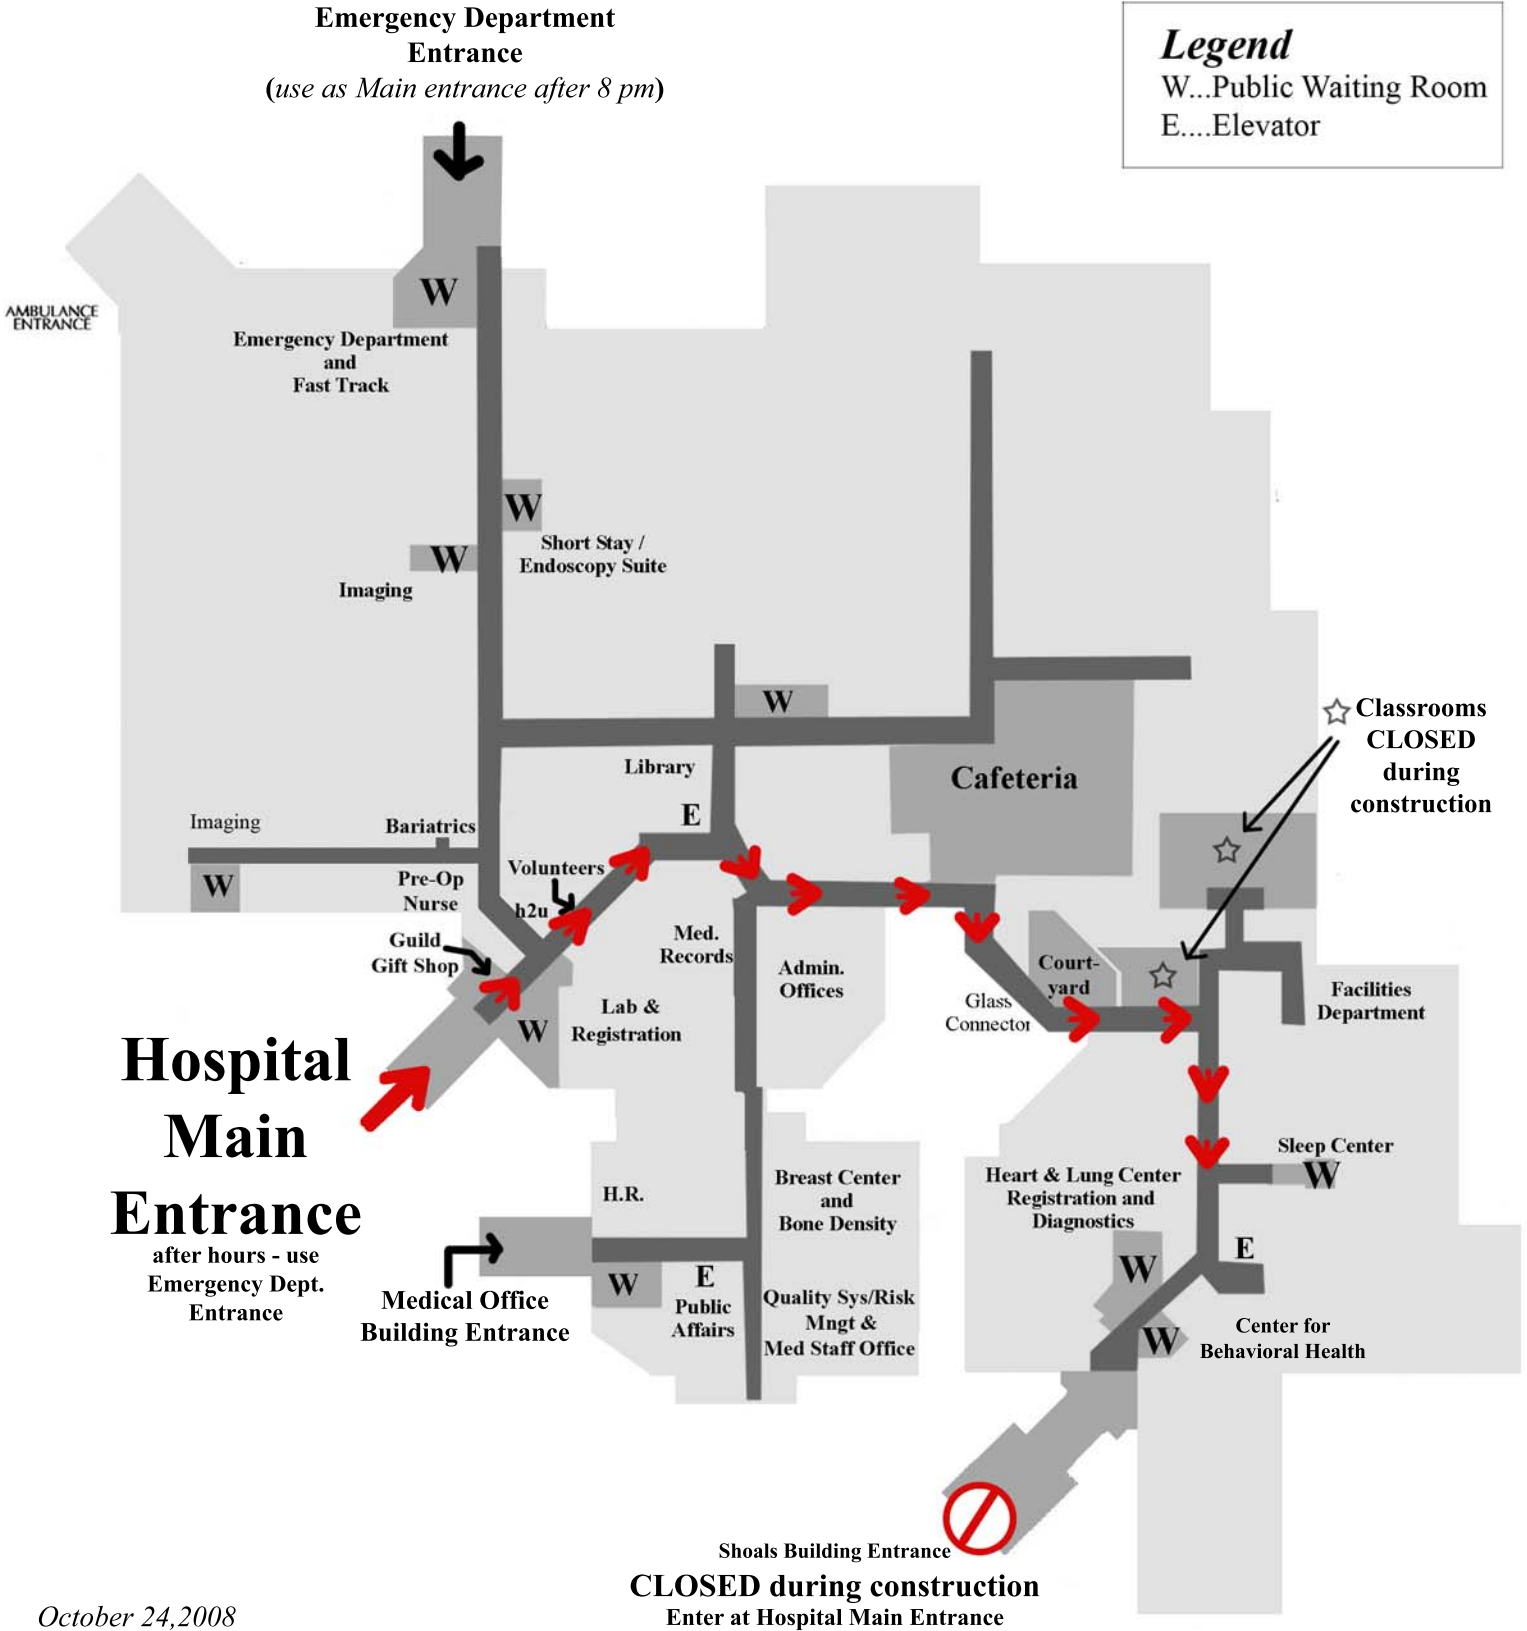 Emergency Department
Entrance
(use as Main entrance after 8 pm)
Legend
W...Public Waiting Room
E....Elevator
W
AMBULANCE
ENTRANCE
Emergency Department
and
Fast Track
W
Short Stay /
Endoscopy Suite
W
Imaging
W
Classrooms
CLOSED
during
construction
Library
E
Cafeteria
Imaging
Bariatrics
W
Pre-Op
Nurse
Volunteers
h2u
Guild
Gift Shop
Med.
Records
Admin.
Offices
Court-
yard
Glass
Connector
Facilities
Department
Lab &
Registration
W
Hospital
Main
Entrance
after hours - use
Emergency Dept.
Entrance
Sleep Center
W
Heart & Lung Center
Registration and
Diagnostics
Breast Center
and
Bone Density
H.R.
W
E
Medical Office
Building Entrance
W
E
Public
Affairs
Quality Sys/Risk
Mngt &
Med Staff Office
W
Center for
Behavioral Health
Shoals Building Entrance
CLOSED during construction
Enter at Hospital Main Entrance
October 24,2008